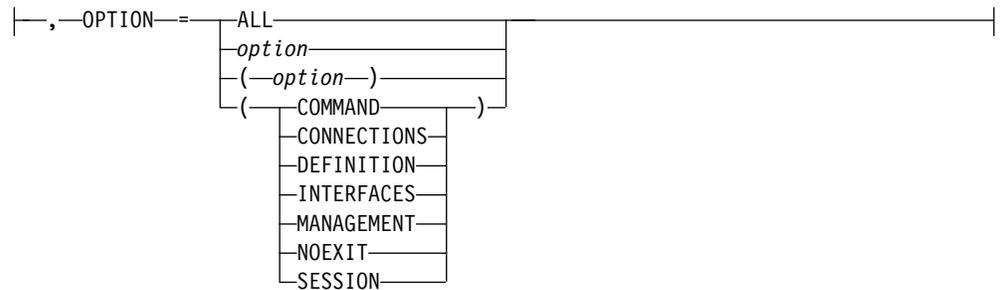 , OPTION = ALL
option
( option )
( COMMAND )
CONNECTIONS
DEFINITION
INTERFACES
MANAGEMENT
NOEXIT
SESSION